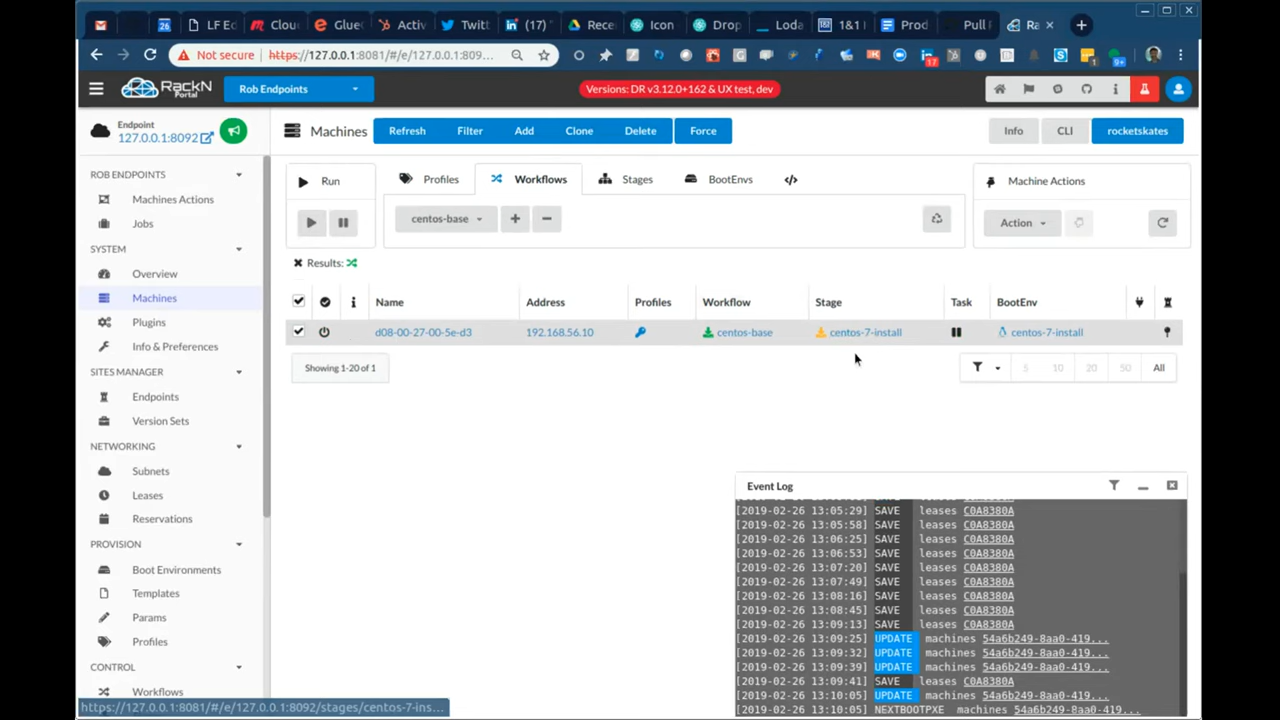 26
LF Ed
Clou
Glue
Activ
Twitt
(17)
Rece
Icon
Drop
Loda
1&1
Prod
Pull
Ra
Not secure https://127.0.0.1:8081/#/e/127.0.0.1:809...
17
1
9+
RackN
Portal
Rob Endpoints
Versions: DR v3.12.0+162 & UX test, dev
Endpoint
127.0.0.1:8092
ROB ENDPOINTS
Machines Actions
Jobs
SYSTEM
Overview
Machines
Plugins
Info & Preferences
SITES MANAGER
Endpoints
Version Sets
NETWORKING
Subnets
Leases
Reservations
PROVISION
Boot Environments
Templates
Params
Profiles
CONTROL
Workflows
Machines
Refresh Filter Add Clone Delete Force
Info CLI rocketskates
Run
Profiles Workflows Stages BootEnvs
centos-base
Machine Actions
Action
Results:
Name Address Profiles Workflow Stage Task BootEnv
d08-00-27-00-5e-d3 192.168.56.10 centos-base centos-7-install centos-7-install
Showing 1-20 of 1
5 10 20 50 All
Event Log
[2019-02-26 13:05:29] SAVE leases C0A8380A
[2019-02-26 13:05:58] SAVE leases C0A8380A
[2019-02-26 13:06:25] SAVE leases C0A8380A
[2019-02-26 13:06:53] SAVE leases C0A8380A
[2019-02-26 13:07:20] SAVE leases C0A8380A
[2019-02-26 13:07:49] SAVE leases C0A8380A
[2019-02-26 13:08:16] SAVE leases C0A8380A
[2019-02-26 13:08:45] SAVE leases C0A8380A
[2019-02-26 13:09:13] SAVE leases C0A8380A
[2019-02-26 13:09:25] UPDATE machines 54a6b249-8aa0-419...
[2019-02-26 13:09:32] UPDATE machines 54a6b249-8aa0-419...
[2019-02-26 13:09:39] UPDATE machines 54a6b249-8aa0-419...
[2019-02-26 13:09:41] SAVE leases C0A8380A
[2019-02-26 13:10:05] UPDATE machines 54a6b249-8aa0-419...
[2019-02-26 13:10:05] NEXTBOOTPXE machines 54a6b249-8aa0-419...
https://127.0.0.1:8081/#/e/127.0.0.1:8092/stages/centos-7-ins...